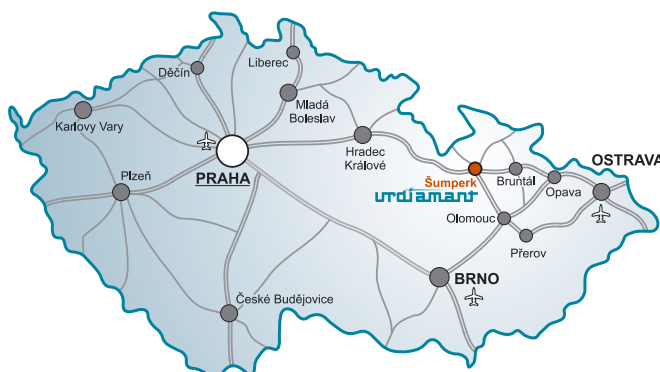 Liberec
Děčín
Mladá
Boleslav
Karlovy Vary
Hradec
Králové
PRAHA
OSTRAVA
Plzeň
Šumperk
Bruntál
Opava
urdiamant
Olomouc
Přerov
BRNO
České Budějovice